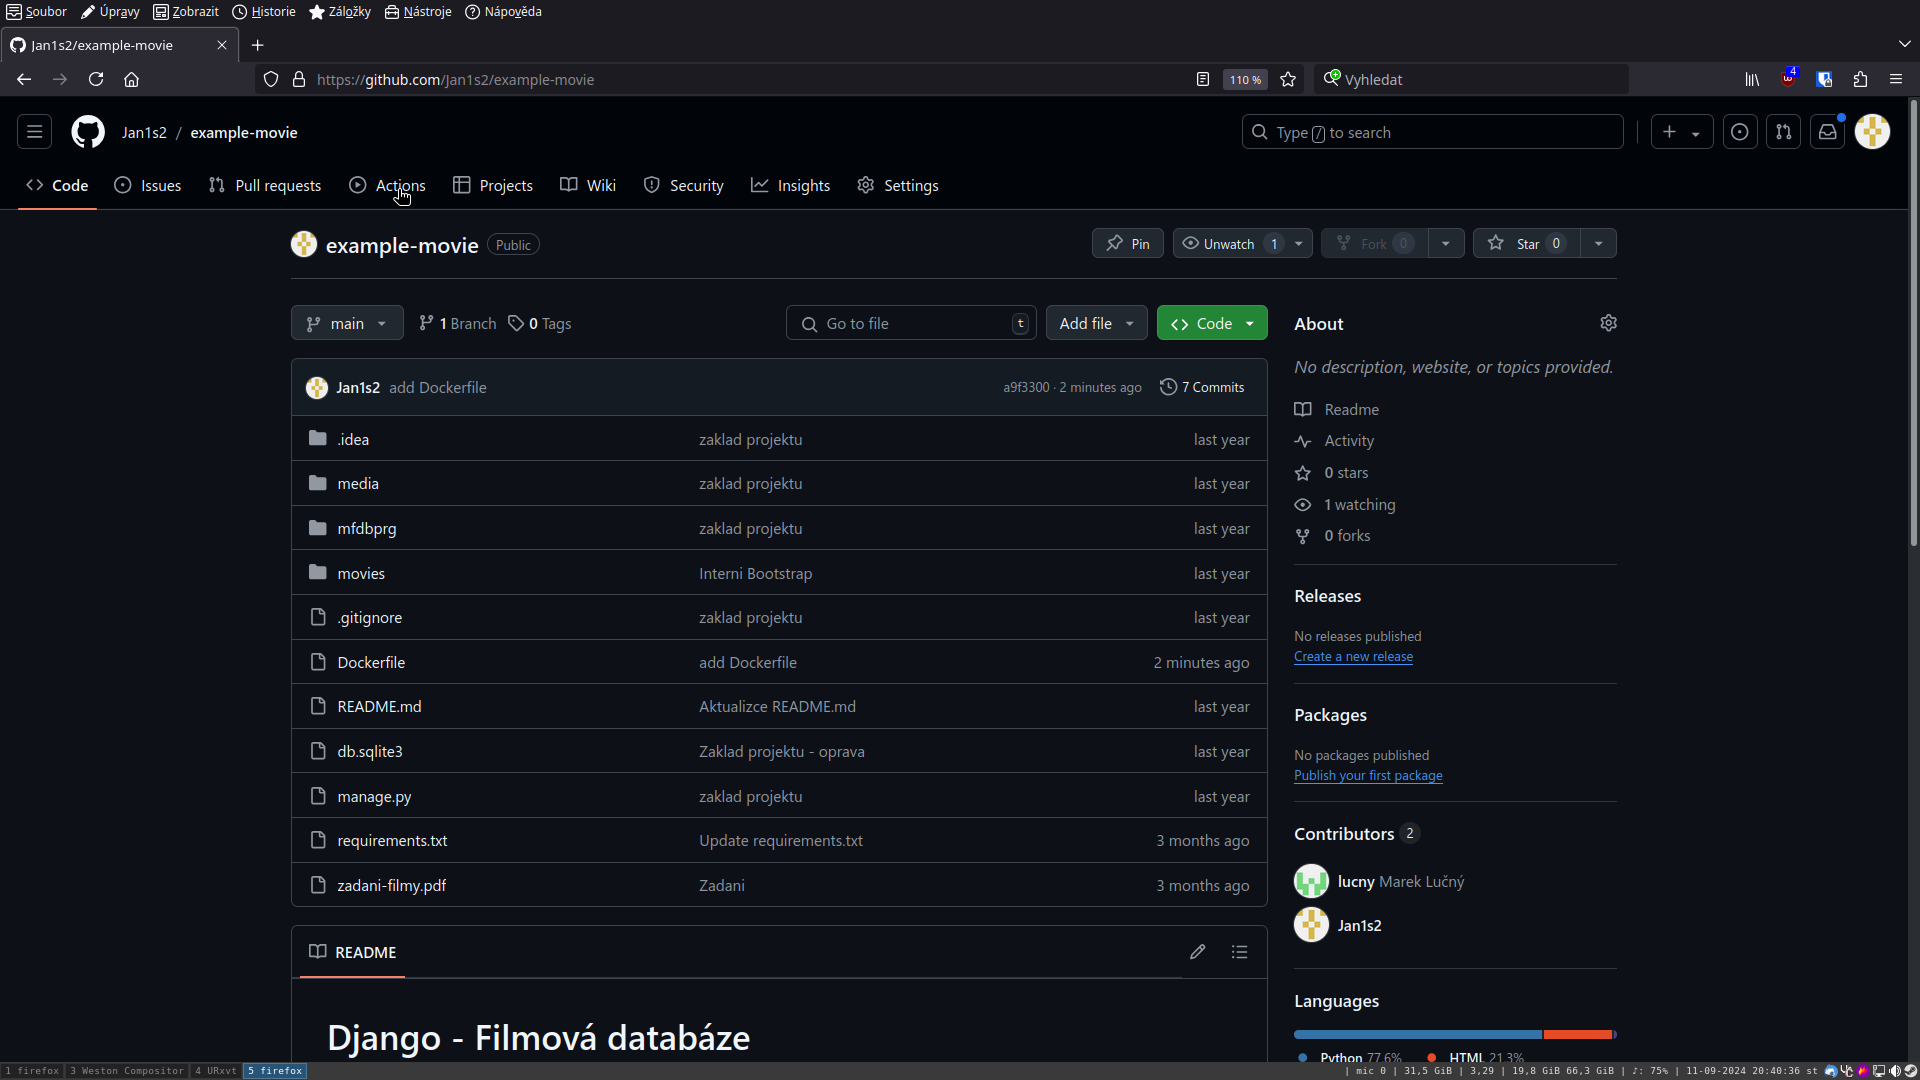 Soubor Úpravy Zobrazit Historie Záložky Nástroje Nápověda
Jan1s2/example-movie
https://github.com/Jan1s2/example-movie 110 % Vyhledat 4
Jan1s2 / example-movie Type / to search
Code Issues Pull requests Actions Projects Wiki Security Insights Settings
example-movie Public Pin Unwatch 1 Fork 0 Star 0
main 1 Branch 0 Tags Go to file t Add file Code
Jan1s2 add Dockerfile a9f3300 · 2 minutes ago 7 Commits
.idea zaklad projektu last year
media zaklad projektu last year
mfdbprg zaklad projektu last year
movies Interni Bootstrap last year
.gitignore zaklad projektu last year
Dockerfile add Dockerfile 2 minutes ago
README.md Aktualizce README.md last year
db.sqlite3 Zaklad projektu - oprava last year
manage.py zaklad projektu last year
requirements.txt Update requirements.txt 3 months ago
zadani-filmy.pdf Zadani 3 months ago
README
Django - Filmová databáze
About
No description, website, or topics provided.
Readme
Activity
0 stars
1 watching
0 forks
Releases
No releases published
Create a new release
Packages
No packages published
Publish your first package
Contributors 2
lucny Marek Lučný
Jan1s2
Languages
Python 77.6% HTML 21.3%
1 firefox 3 Weston Compositor 4 URxvt 5 firefox | mic 0 | 31,5 GiB | 3,29 | 19,8 GiB 66,3 GiB | ♪: 75% | 11-09-2024 20:40:36 st